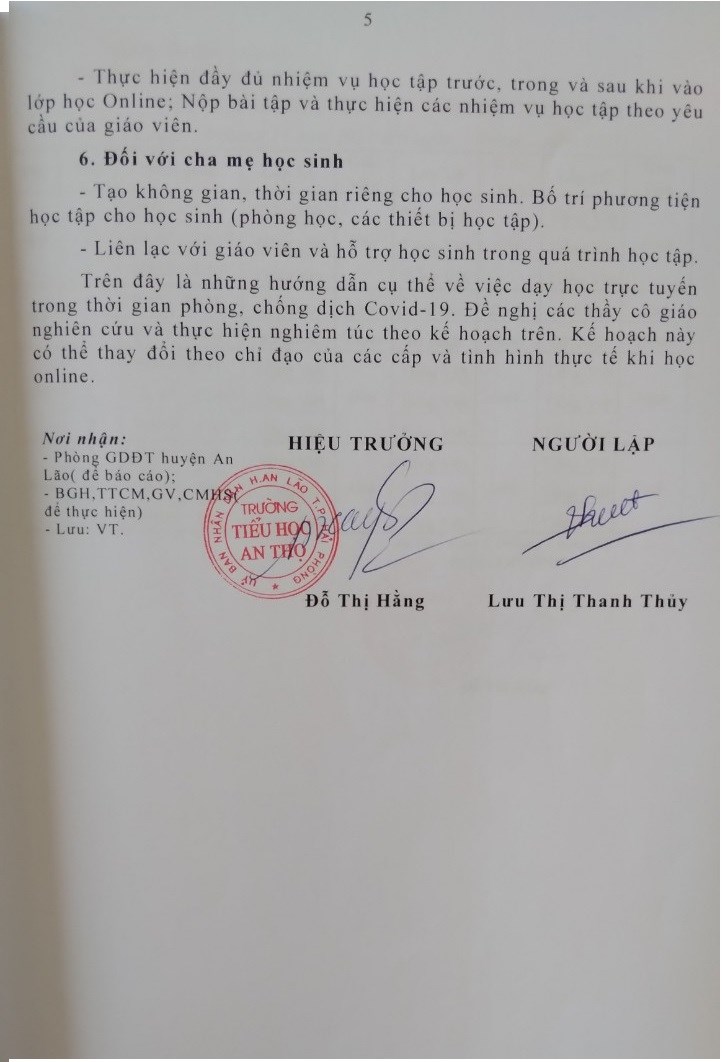 5
- Thực hiện đầy đủ nhiệm vụ học tập trước, trong và sau khi vào
lớp học Online; Nộp bài tập và thực hiện các nhiệm vụ học tập theo yêu
cầu của giáo viên.
6. Đối với cha mẹ học sinh
- Tạo không gian, thời gian riêng cho học sinh. Bố trí phương tiện
học tập cho học sinh (phòng học, các thiết bị học tập).
- Liên lạc với giáo viên và hỗ trợ học sinh trong quá trình học tập.
Trên đây là những hướng dẫn cụ thể về việc dạy học trực tuyến
trong thời gian phòng, chống dịch Covid-19. Đề nghị các thầy cô giáo
nghiên cứu và thực hiện nghiêm túc theo kế hoạch trên. Kế hoạch này
có thể thay đổi theo chỉ đạo của các cấp và tình hình thực tế khi học
online.
Nơi nhận:
- Phòng GDĐT huyện An
Lão( để báo cáo);
- BGH,TTCM,GV,CMHS(
để thực hiện)
- Lưu: VT.
HIỆU TRƯỞNG
ỦY BAN NHÂN DÂN H.AN LÃO T.P HẢI PHÒNG
TRƯỜNG
TIỂU HỌC
AN THỌ
Đỗ Thị Hằng
NGƯỜI LẬP
Lưu Thị Thanh Thủy